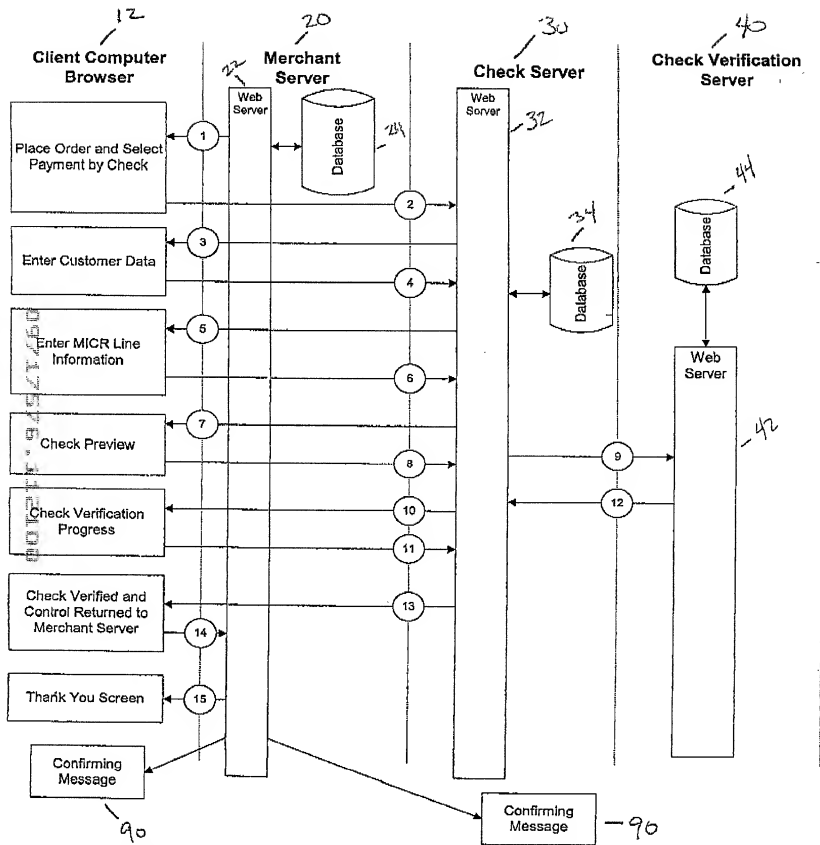 12
20
30
40
Client Computer
Browser
Merchant
Server
Check Server
Check Verification
Server
22
Web
Server
Database
24
Web
Server
32
Place Order and Select
Payment by Check
1
2
44
Database
34
Database
Enter Customer Data
3
4
Enter MICR Line
Information
5
6
Web
Server
42
Check Preview
7
8
9
Check Verification
Progress
10
11
12
Check Verified and
Control Returned to
Merchant Server
13
14
Thank You Screen
15
Confirming
Message
90
Confirming
Message
90